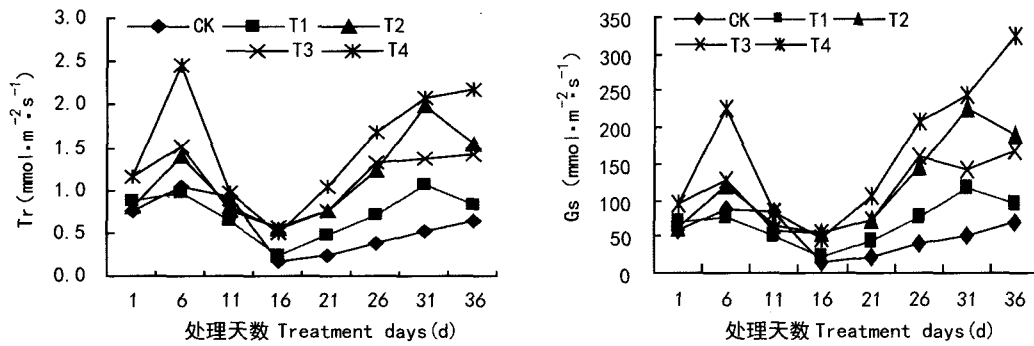 Tr(mmol·m⁻²s⁻¹)
3.0
2.5
2.0
1.5
1.0
0.5
0.0
CK T1 T2
T3 T4
1 6 11 16 21 26 31 36
处理天数 Treatment days(d)
Gs (mmol·m⁻²s⁻¹)
350
300
250
200
150
100
50
0
CK T1 T2
T3 T4
1 6 11 16 21 26 31 36
处理天数 Treatment days(d)